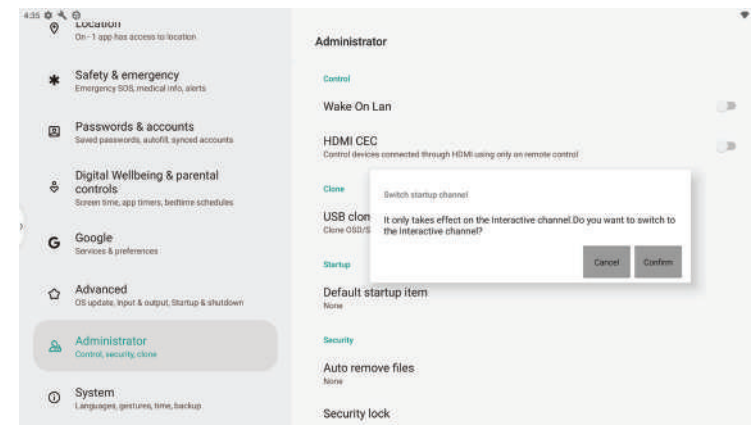 4:35
Location
On - 1 app has access to location
Safety & emergency
Emergency SOS, medical info, alerts
Passwords & accounts
Saved passwords, autofill, synced accounts
Digital Wellbeing & parental
controls
Screen time, app timers, bedtime schedules
Google
Services & preferences
Advanced
OS update, Input & output, Startup & shutdown
Administrator
Control, security, clone
System
Languages, gestures, time, backup
Administrator
Control
Wake On Lan
HDMI CEC
Control devices connected through HDMI using only on remote control
Clone
USB clon
Clone OSD/S
Switch startup channel
It only takes effect on the Interactive channel.Do you want to switch to
the Interactive channel?
Cancel Confirm
Startup
Default startup item
None
Security
Auto remove files
None
Security lock